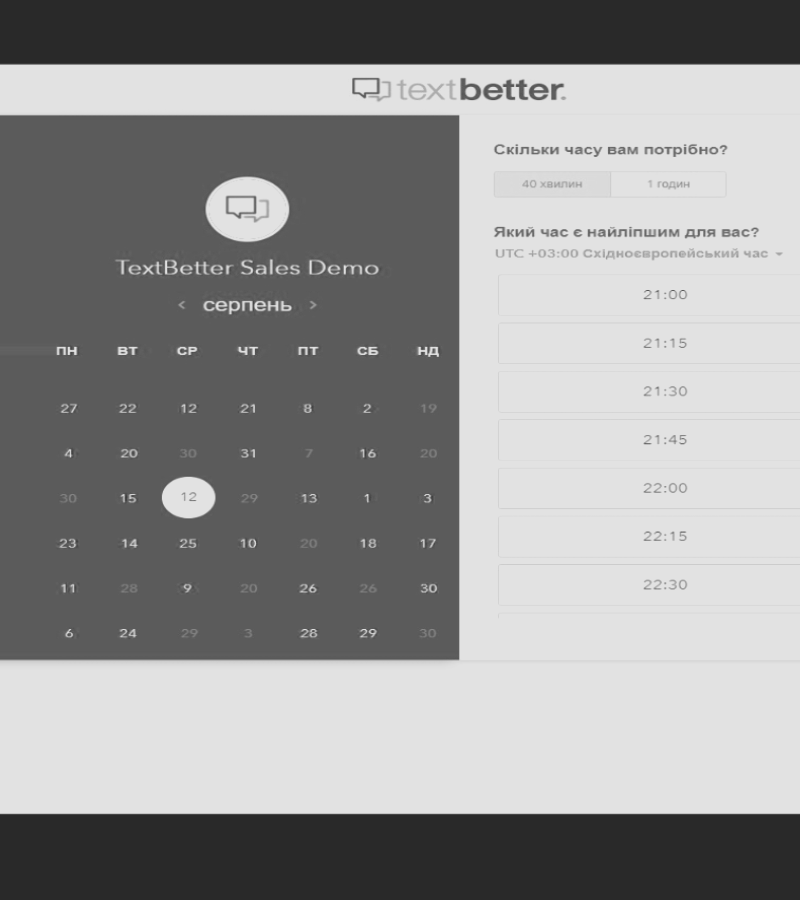 textbetter.
TextBetter Sales Demo
< серпень >
ПН ВТ СР ЧТ ПТ СБ НД
27 22 12 21 8 2 19
4 20 30 31 7 16 20
30 15 12 29 13 1 3
23 14 25 10 20 18 17
11 28 9 20 26 26 30
6 24 29 3 28 29 30
Скільки часу вам потрібно?
40 хвилин 1 годин
Який час є найліпшим для вас?
UTC +03:00 Східноєвропейський час
21:00
21:15
21:30
21:45
22:00
22:15
22:30